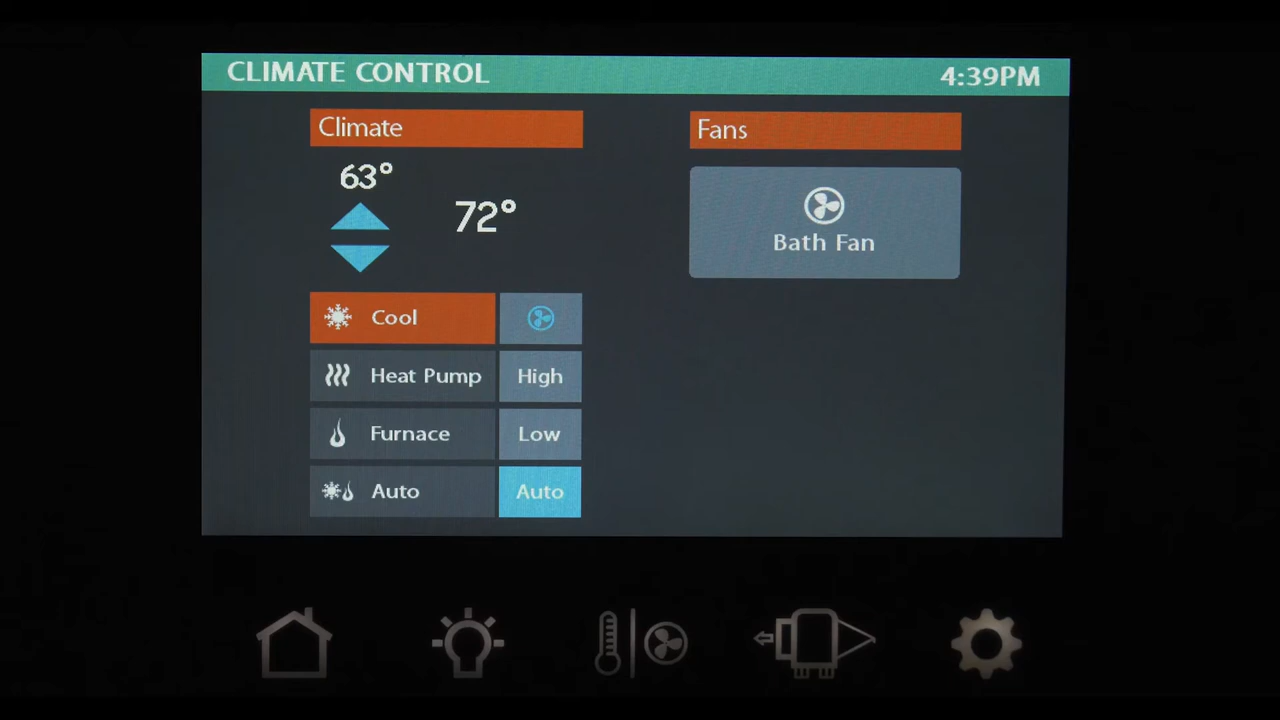 CLIMATE CONTROL
4:39PM
Climate
63°
72°
Cool
Heat Pump
High
Furnace
Low
Auto
Auto
Fans
Bath Fan